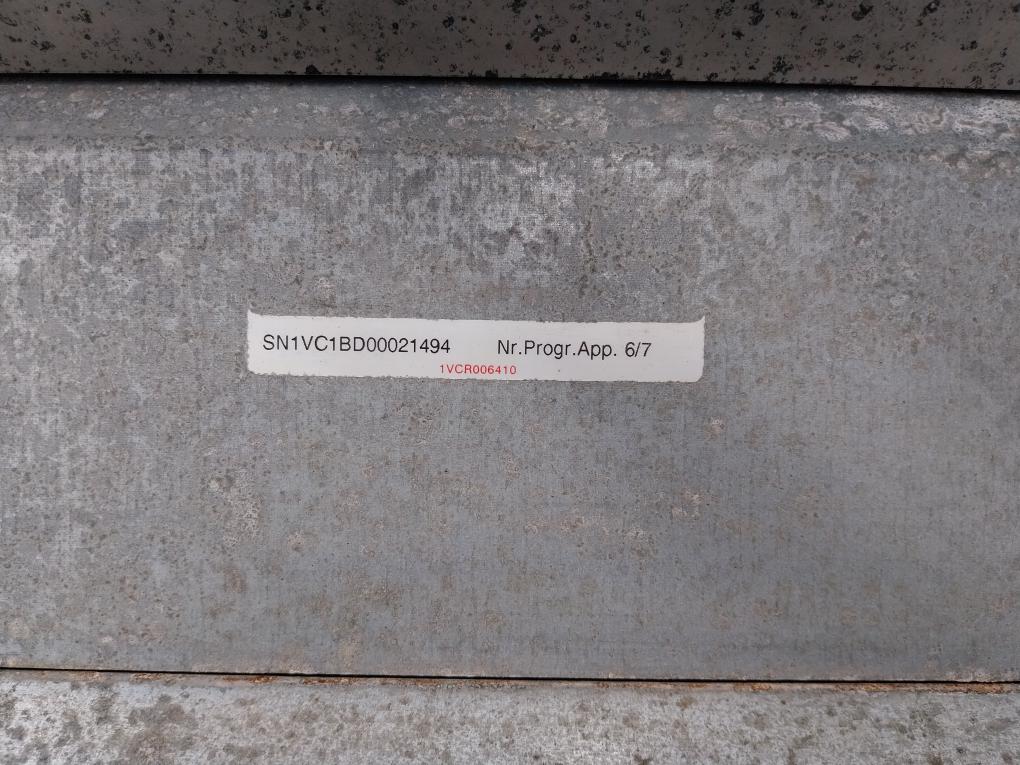 SN1VC1BD00021494 Nr.Progr.App. 6/7
1VCR006410